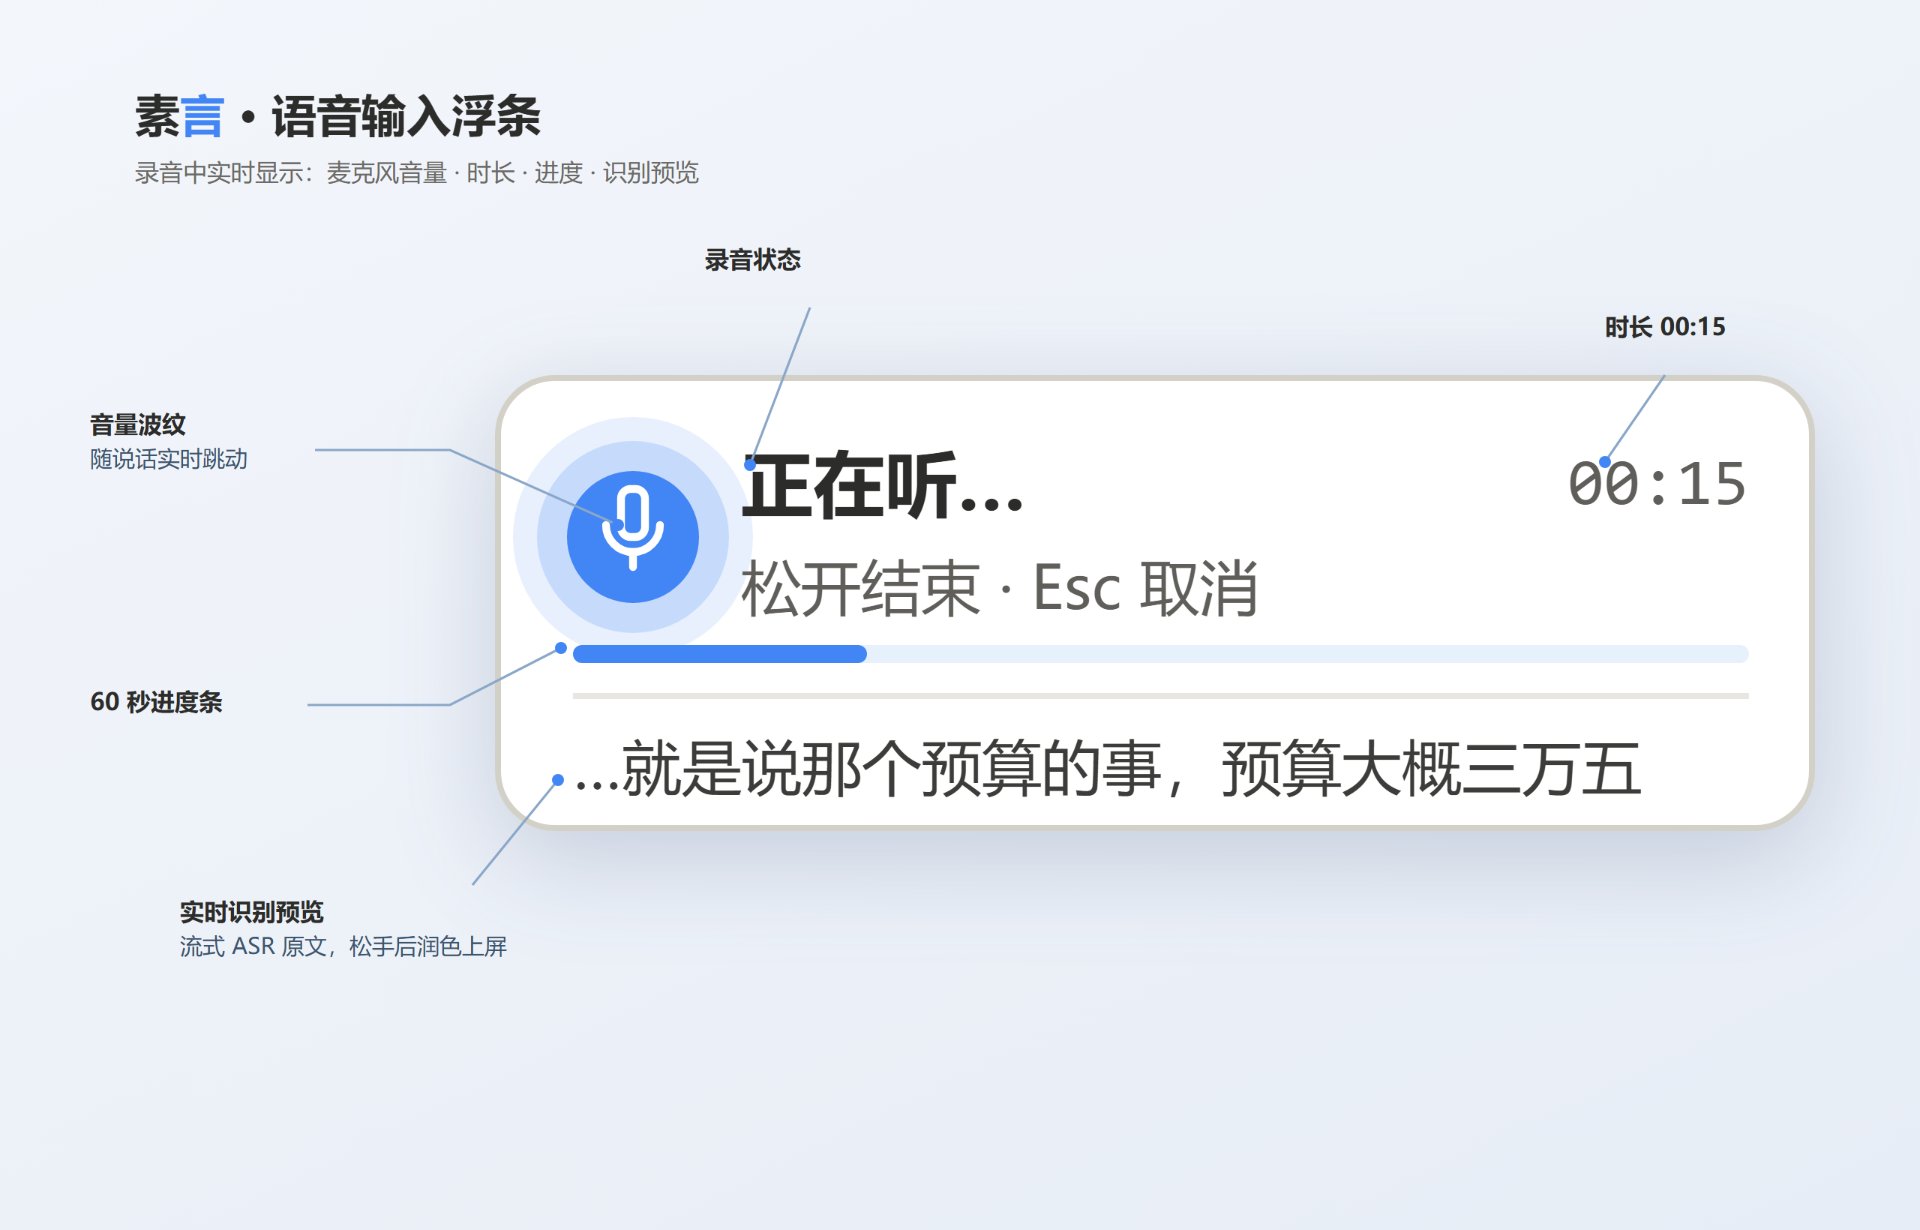 素言 · 语音输入浮条
录音中实时显示：麦克风音量 · 时长 · 进度 · 识别预览
录音状态
时长 00:15
音量波纹
随说话实时跳动
正在听...
00:15
松开结束 · Esc 取消
60 秒进度条
...就是说那个预算的事，预算大概三万五
实时识别预览
流式 ASR 原文，松手后润色上屏